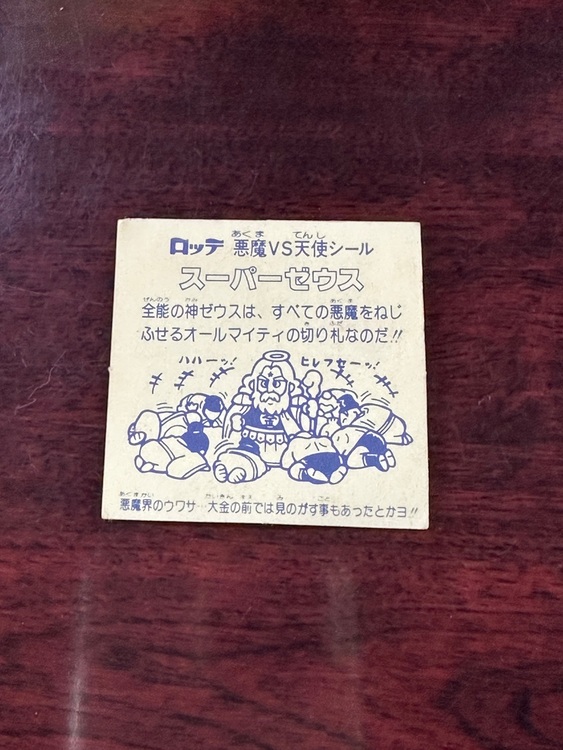 ロッテ 悪魔VS天使シール
スーパーゼウス
全能の神ゼウスは、すべての悪魔をねじ
ふせるオールマイティの切り札なのだ!!
ハハーッ! ヒレフセーッ!
悪魔界のウワサ…大金の前では見のがす事もあったとかヨ!!